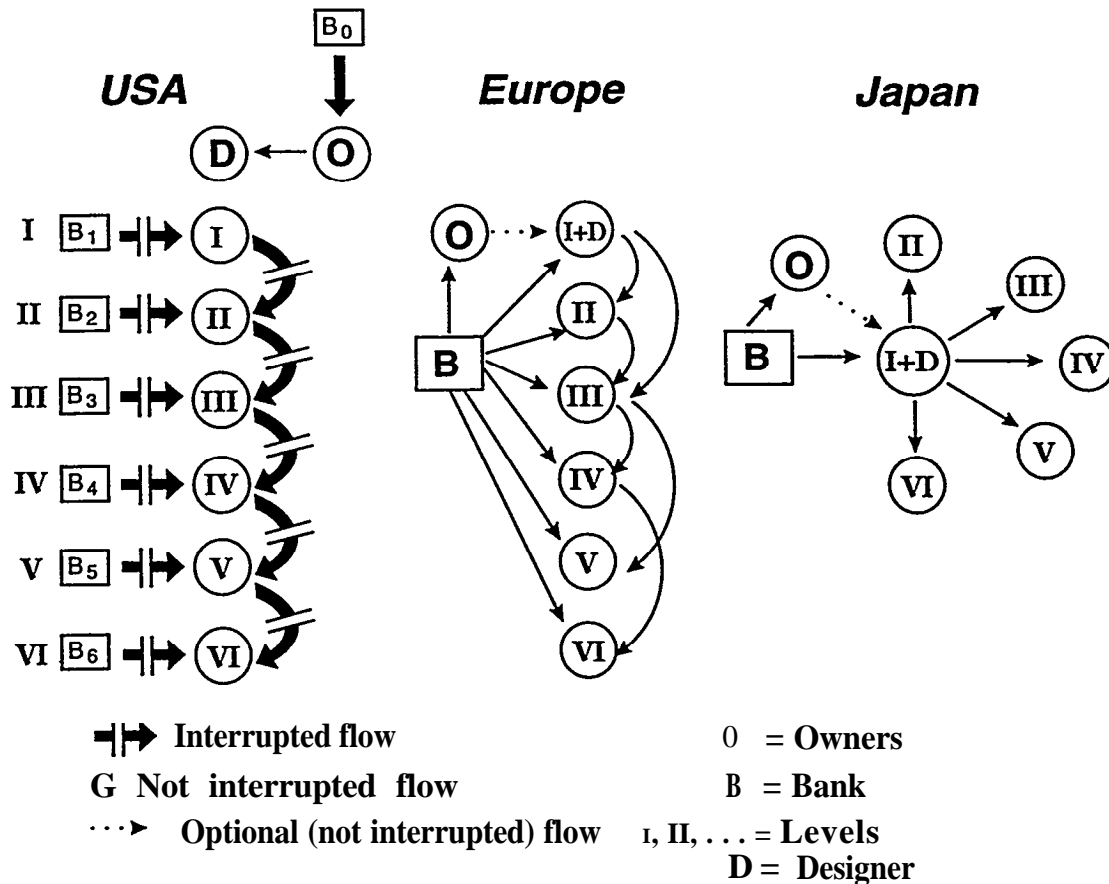 B0
USA
Europe
Japan
D
O
I
B1
I
II
B2
II
III
B3
III
IV
B4
IV
V
B5
V
VI
B6
VI
O
I+D
II
B
III
IV
V
VI
O
II
III
B
I+D
IV
V
VI
Interrupted flow
0 = Owners
G Not interrupted flow
B = Bank
Optional (not interrupted) flow
I, II, . . . = Levels
D = Designer